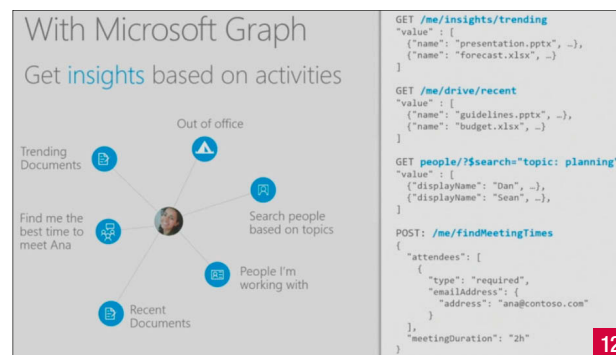 With Microsoft Graph
Get insights based on activities
Out of office
Trending
Documents
Search people
based on topics
Find me the
best time to
meet Ana
People I'm
working with
Recent
Documents
GET /me/insights/trending
"value" : [
{"name": "presentation.pptx", …},
{"name": "forecast.xlsx", …}
]
GET /me/drive/recent
"value" : [
{"name": "guidelines.pptx", …},
{"name": "budget.xlsx", …}
]
GET people/?$search="topic: planning"
"value" : [
{"displayName": "Dan", …},
{"displayName": "Sean", …},
]
POST: /me/findMeetingTimes
{
"attendees": [
{
"type": "required",
"emailAddress": {
"address": "ana@contoso.com"
}
],
"meetingDuration": "2h"
}
12